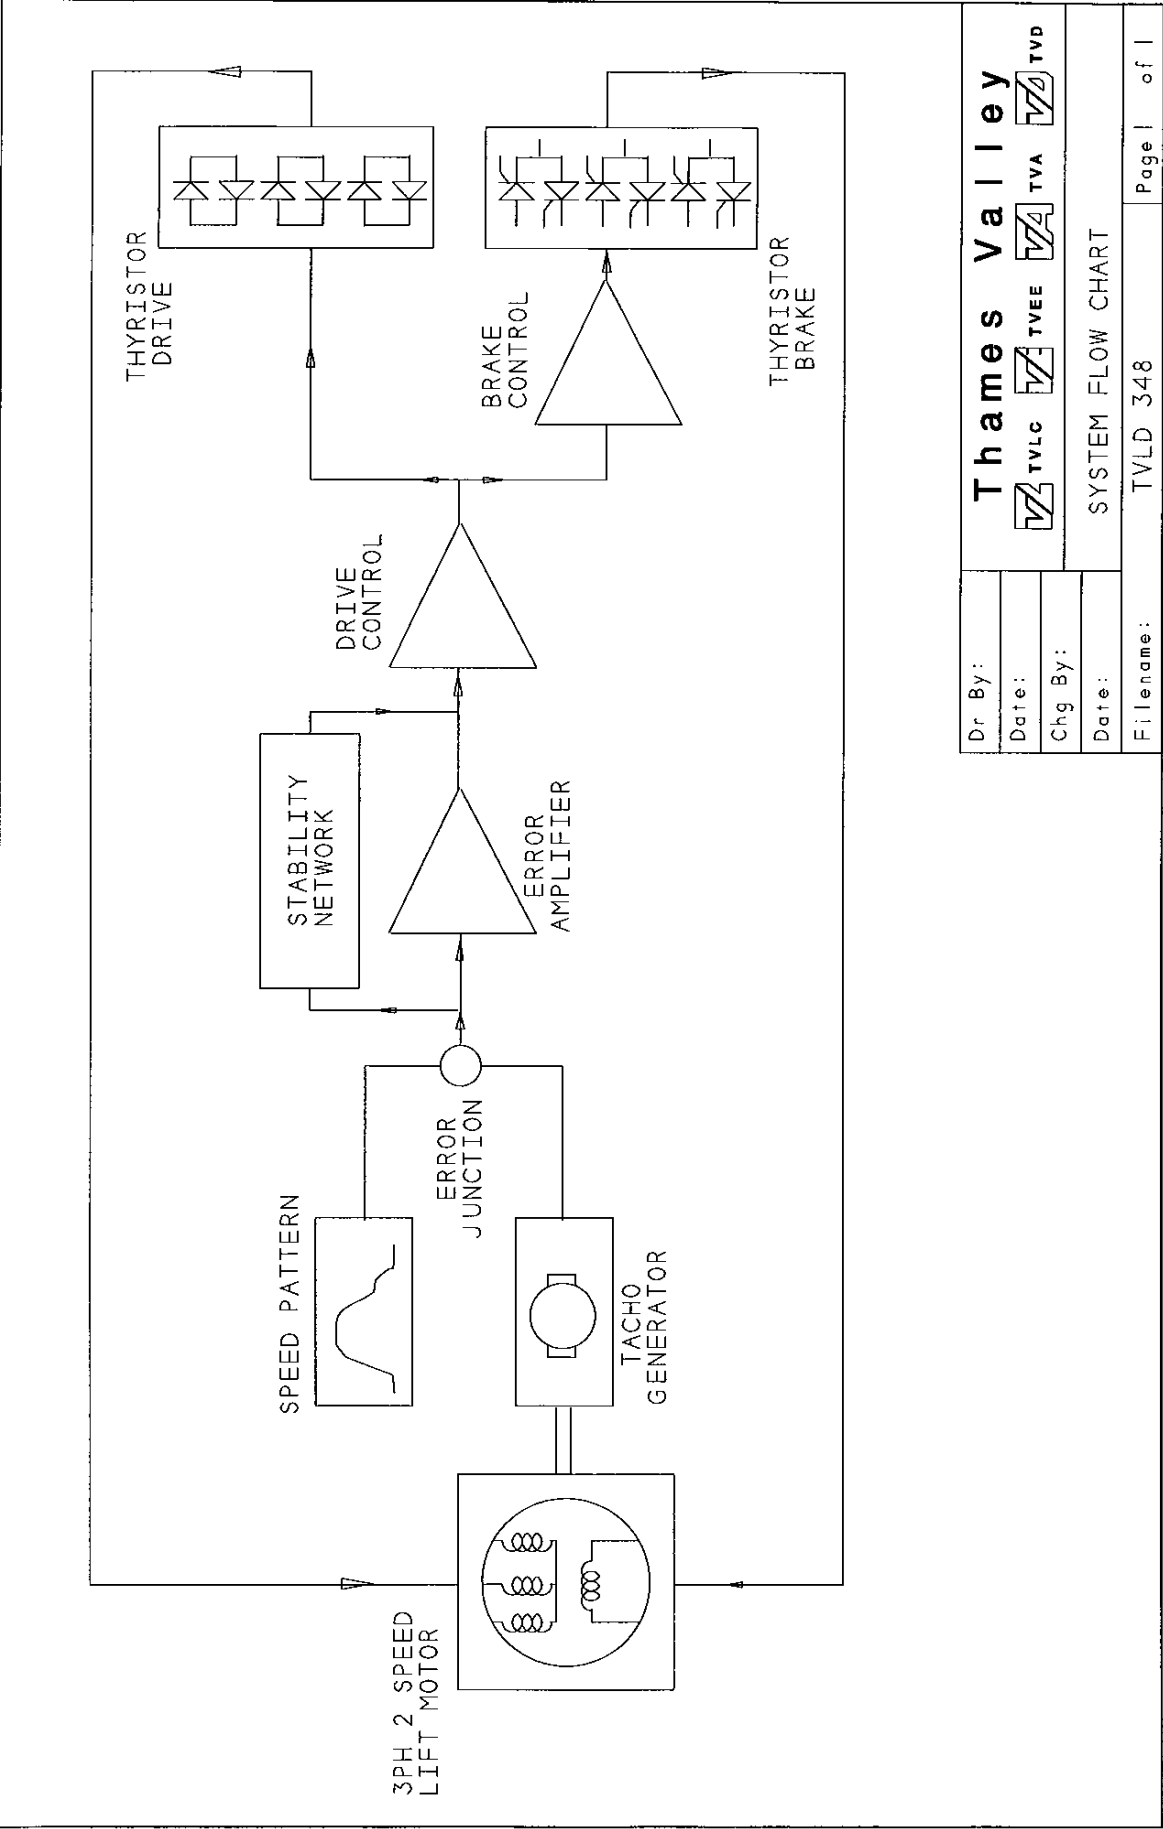 3PH 2 SPEED
LIFT MOTOR
SPEED PATTERN
TACHO
GENERATOR
ERROR
JUNCTION
STABILITY
NETWORK
ERROR
AMPLIFIER
DRIVE
CONTROL
THYRISTOR
DRIVE
BRAKE
CONTROL
THYRISTOR
BRAKE
Dr By:
Date:
Chg By:
Date:
Filename:
Thames Valley
TVLC TVEE TVA TVD
SYSTEM FLOW CHART
TVLD 348
Page 1 of 1